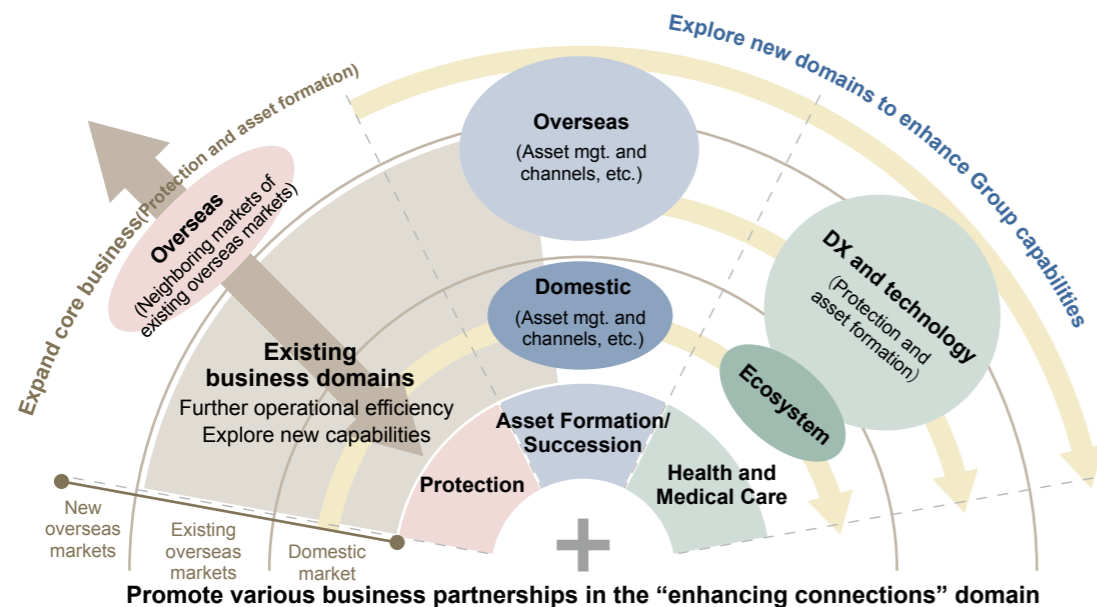 Expand core business(Protection and asset formation)
Explore new domains to enhance Group capabilities
Overseas
(Neighboring markets of
existing overseas markets)
Overseas
(Asset mgt. and
channels, etc.)
DX and technology
(Protection and
asset formation)
Domestic
(Asset mgt. and
channels, etc.)
Ecosystem
Existing
business domains
Further operational efficiency
Explore new capabilities
Protection
Asset Formation/
Succession
Health and
Medical Care
New
overseas
markets
Existing
overseas
markets
Domestic
market
+
Promote various business partnerships in the “enhancing connections” domain